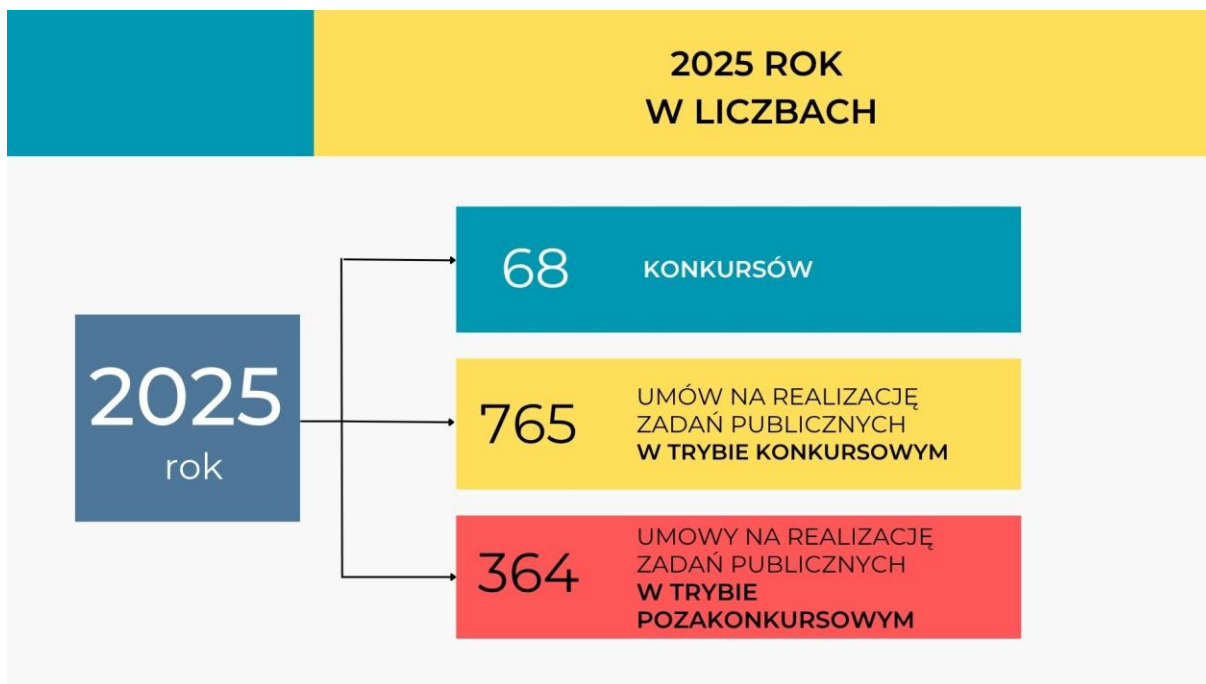 2025 ROK
W LICZBACH
2025
rok
68
KONKURSÓW
765
UMÓW NA REALIZACJĘ
ZADAŃ PUBLICZNYCH
W TRYBIE KONKURSOWYM
364
UMOWY NA REALIZACJĘ
ZADAŃ PUBLICZNYCH
W TRYBIE
POZAKONKURSOWYM